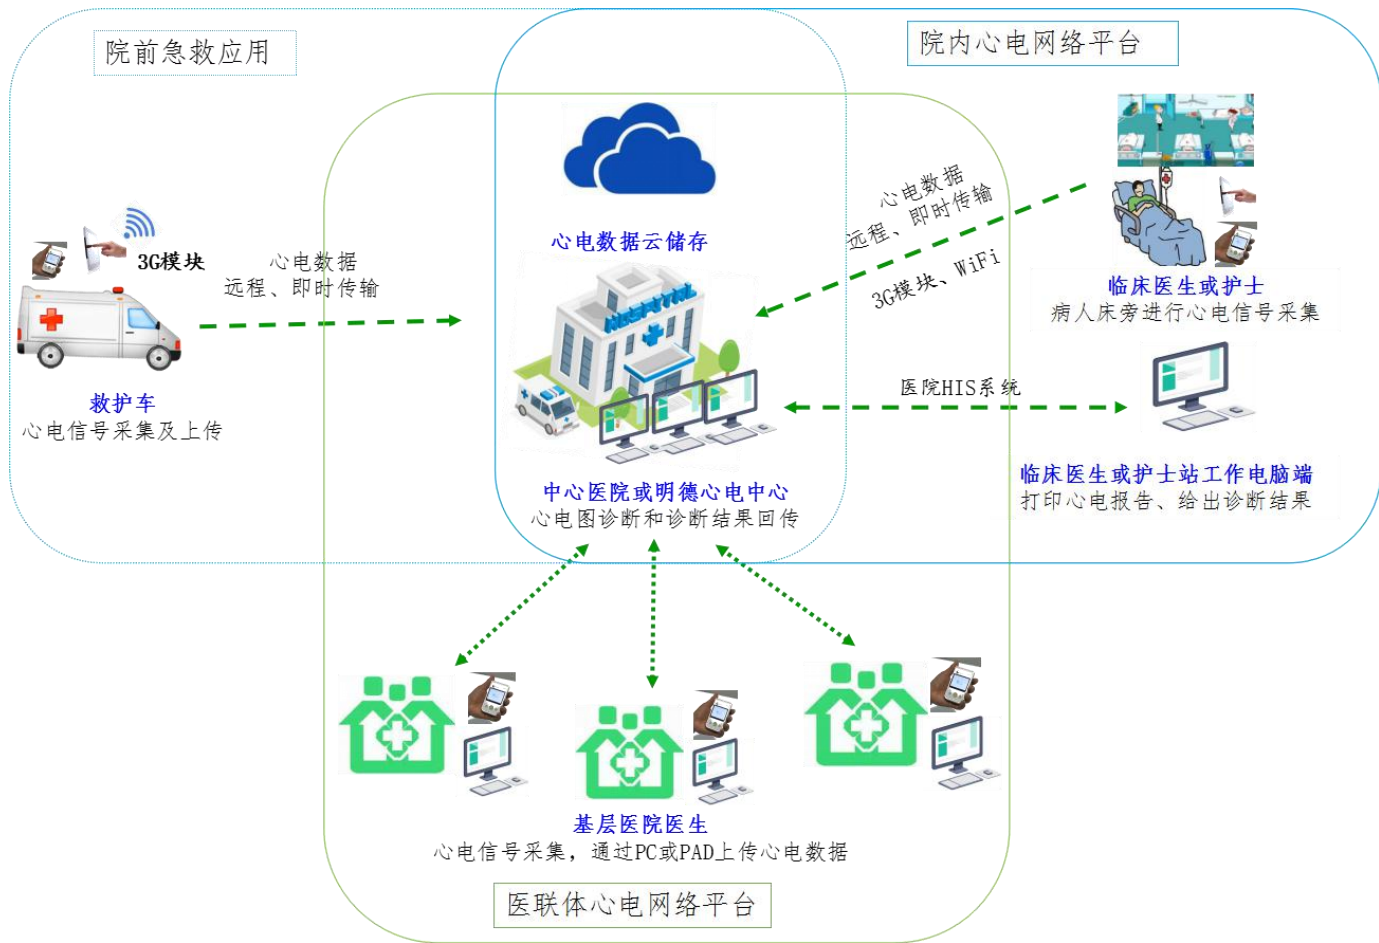 院前急救应用
院内心电网络平台
心电数据云储存
心电数据
远程、即时传输
3G模块、WiFi
3G模块
心电数据
远程、即时传输
HOSPITAL
临床医生或护士
病人床旁进行心电信号采集
救护车
心电信号采集及上传
医院HIS系统
中心医院或明德心电中心
心电图诊断和诊断结果回传
临床医生或护士站工作电脑端
打印心电报告、给出诊断结果
基层医院医生
心电信号采集，通过PC或PAD上传心电数据
医联体心电网络平台